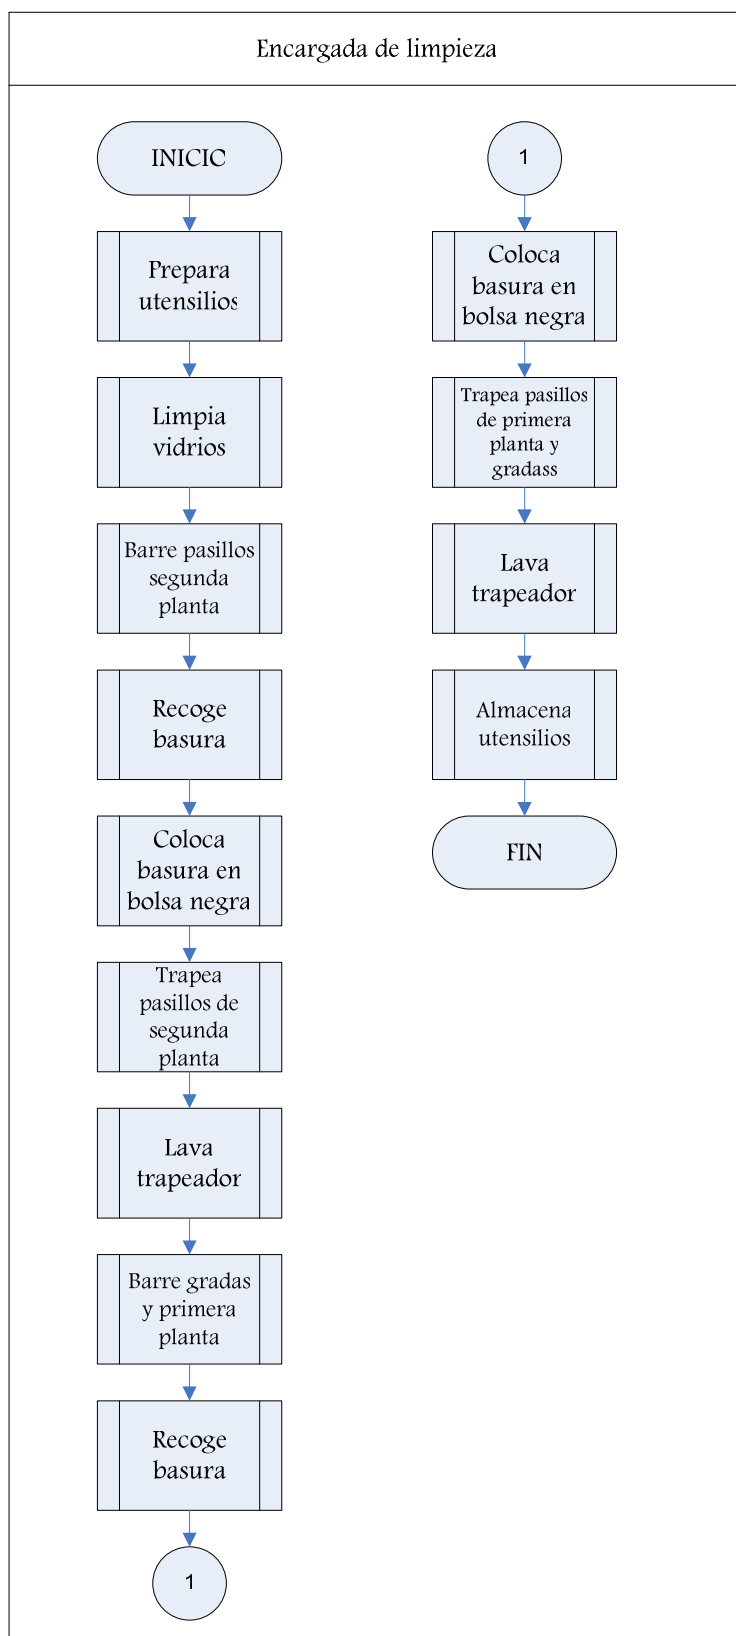 Encargada de limpieza
INICIC
Prepara
utensilios
Limpia
vidrios
Barre pasillos
segunda
planta
Recoge
basura
Coloca
basura en
bolsa negra
Trapea
pasillos de
segunda
planta
Lava
trapeador
Barre gradas
y primera
planta
Recoge
basura
1
1
Coloca
basura en
bolsa negra
Trapea pasillos
de primera
planta y
gradass
Lava
trapeador
Almacena
utensilios
FIN